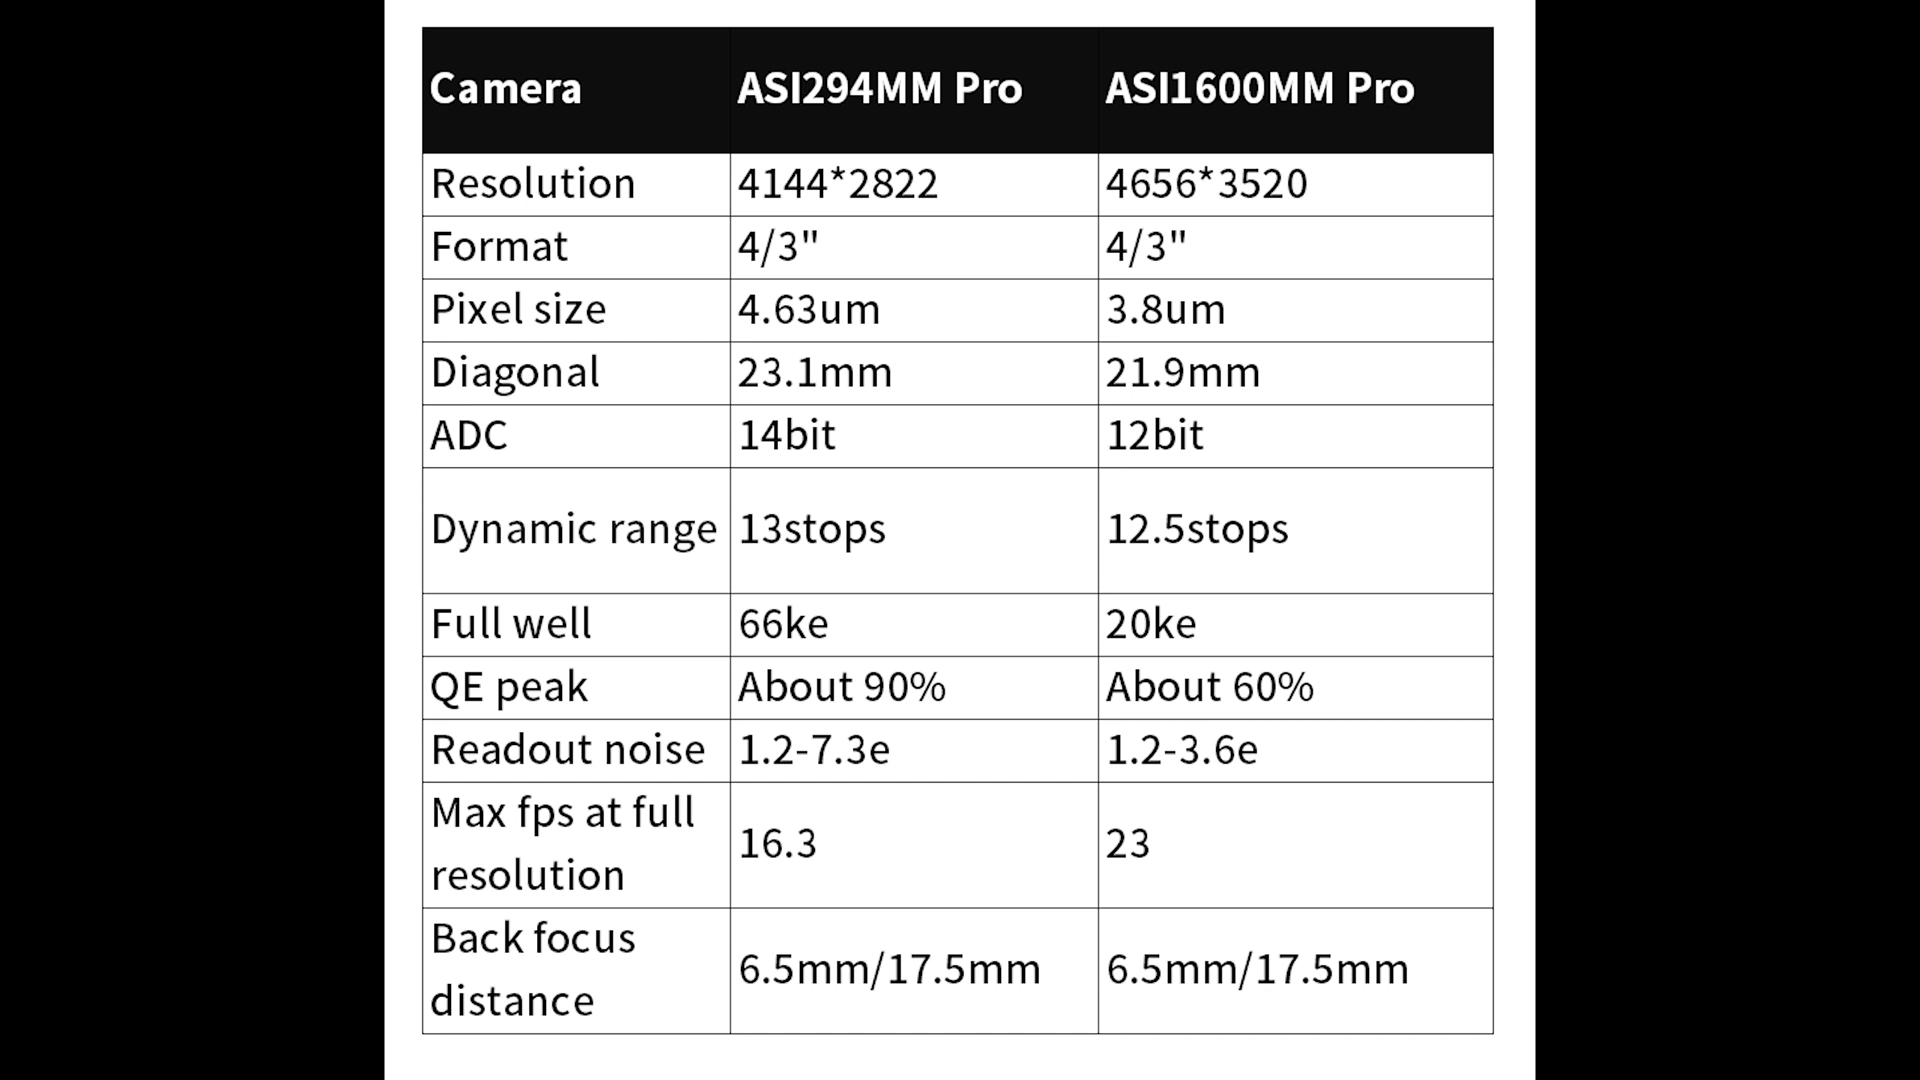 Camera ASI294MM Pro ASI1600MM Pro
Resolution 4144*2822 4656*3520
Format 4/3" 4/3"
Pixel size 4.63um 3.8um
Diagonal 23.1mm 21.9mm
ADC 14bit 12bit
Dynamic range 13stops 12.5stops
Full well 66ke 20ke
QE peak About 90% About 60%
Readout noise 1.2-7.3e 1.2-3.6e
Max fps at full
resolution 16.3 23
Back focus
distance 6.5mm/17.5mm 6.5mm/17.5mm